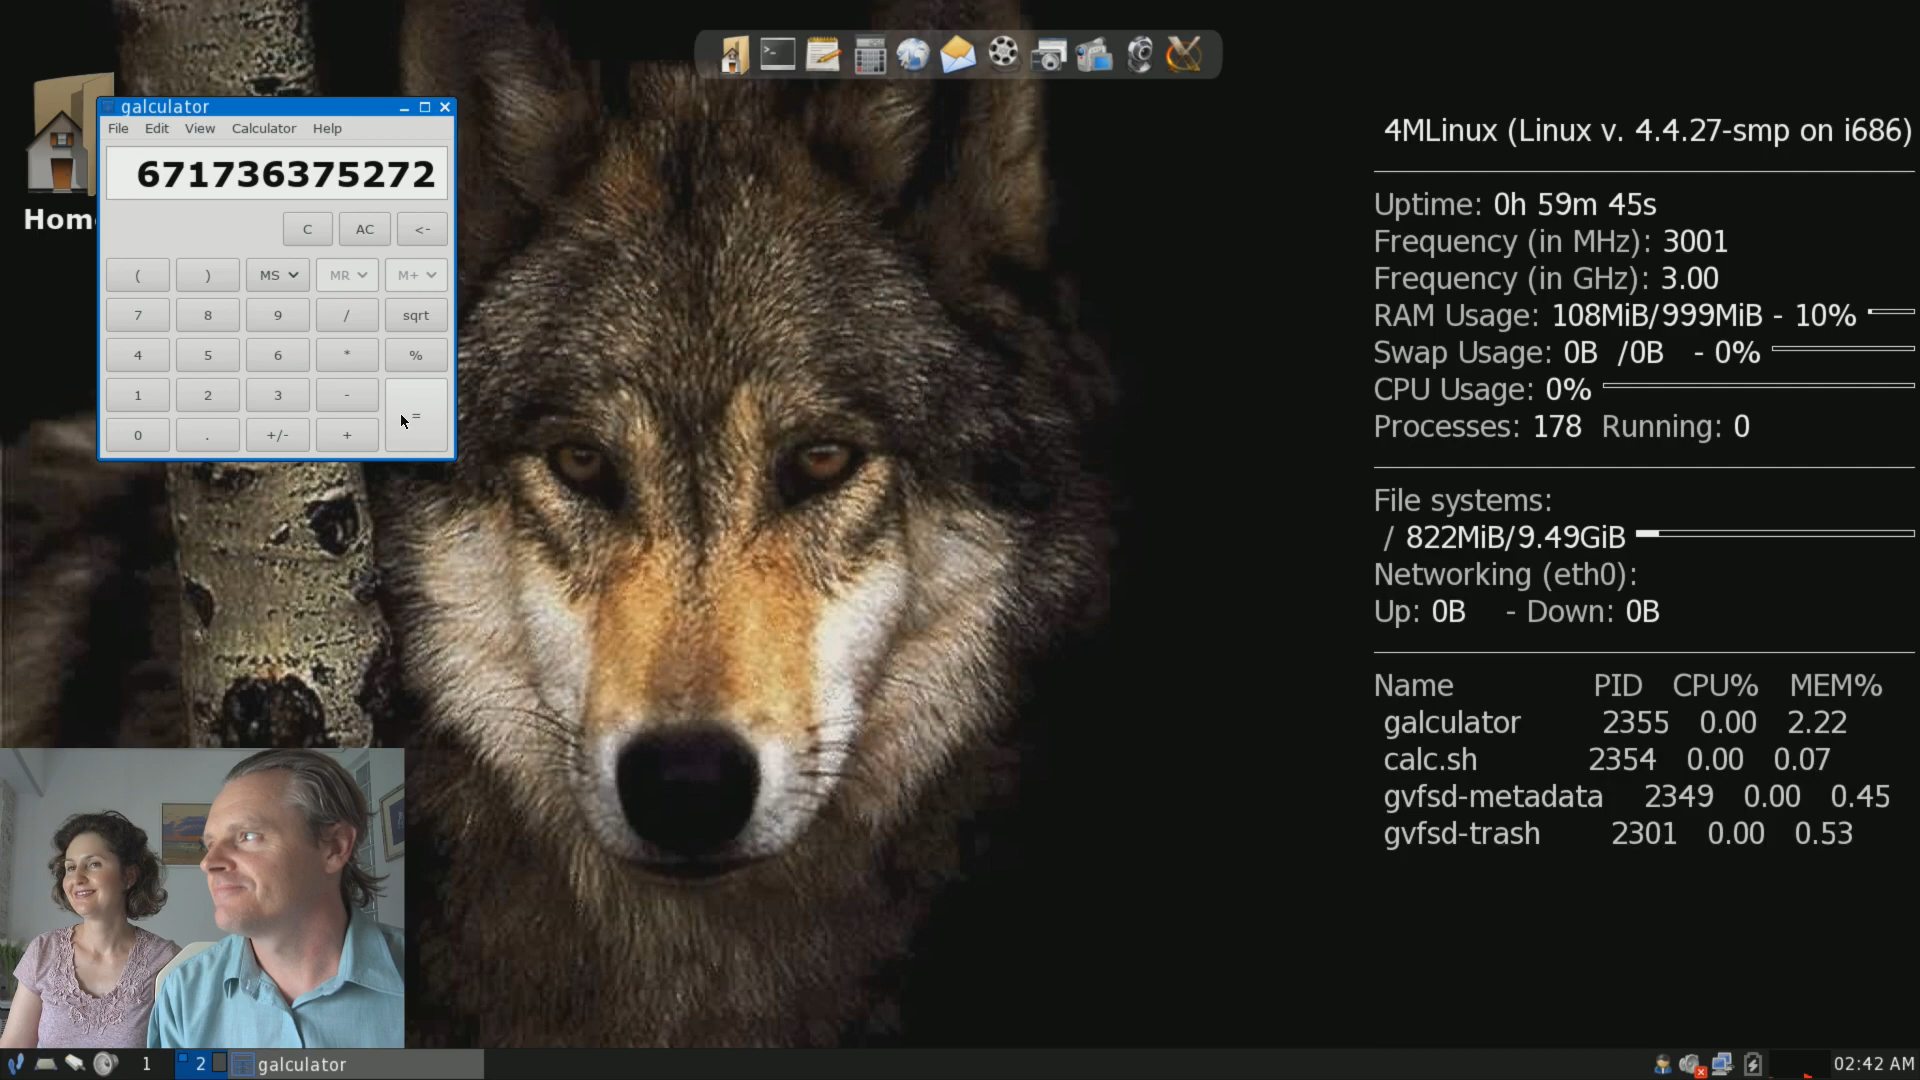 galculator
File Edit View Calculator Help
671736375272
C AC <-
( ) MS MR M+
7 8 9 / sqrt
4 5 6 * %
1 2 3 -
=
0 . +/- +
Hom
4MLinux (Linux v. 4.4.27-smp on i686)
Uptime: 0h 59m 45s
Frequency (in MHz): 3001
Frequency (in GHz): 3.00
RAM Usage: 108MiB/999MiB - 10%
Swap Usage: 0B /0B - 0%
CPU Usage: 0%
Processes: 178 Running: 0
File systems:
/ 822MiB/9.49GiB
Networking (eth0):
Up: 0B - Down: 0B
Name PID CPU% MEM%
galculator 2355 0.00 2.22
calc.sh 2354 0.00 0.07
gvfsd-metadata 2349 0.00 0.45
gvfsd-trash 2301 0.00 0.53
1 2 galculator 02:42 AM